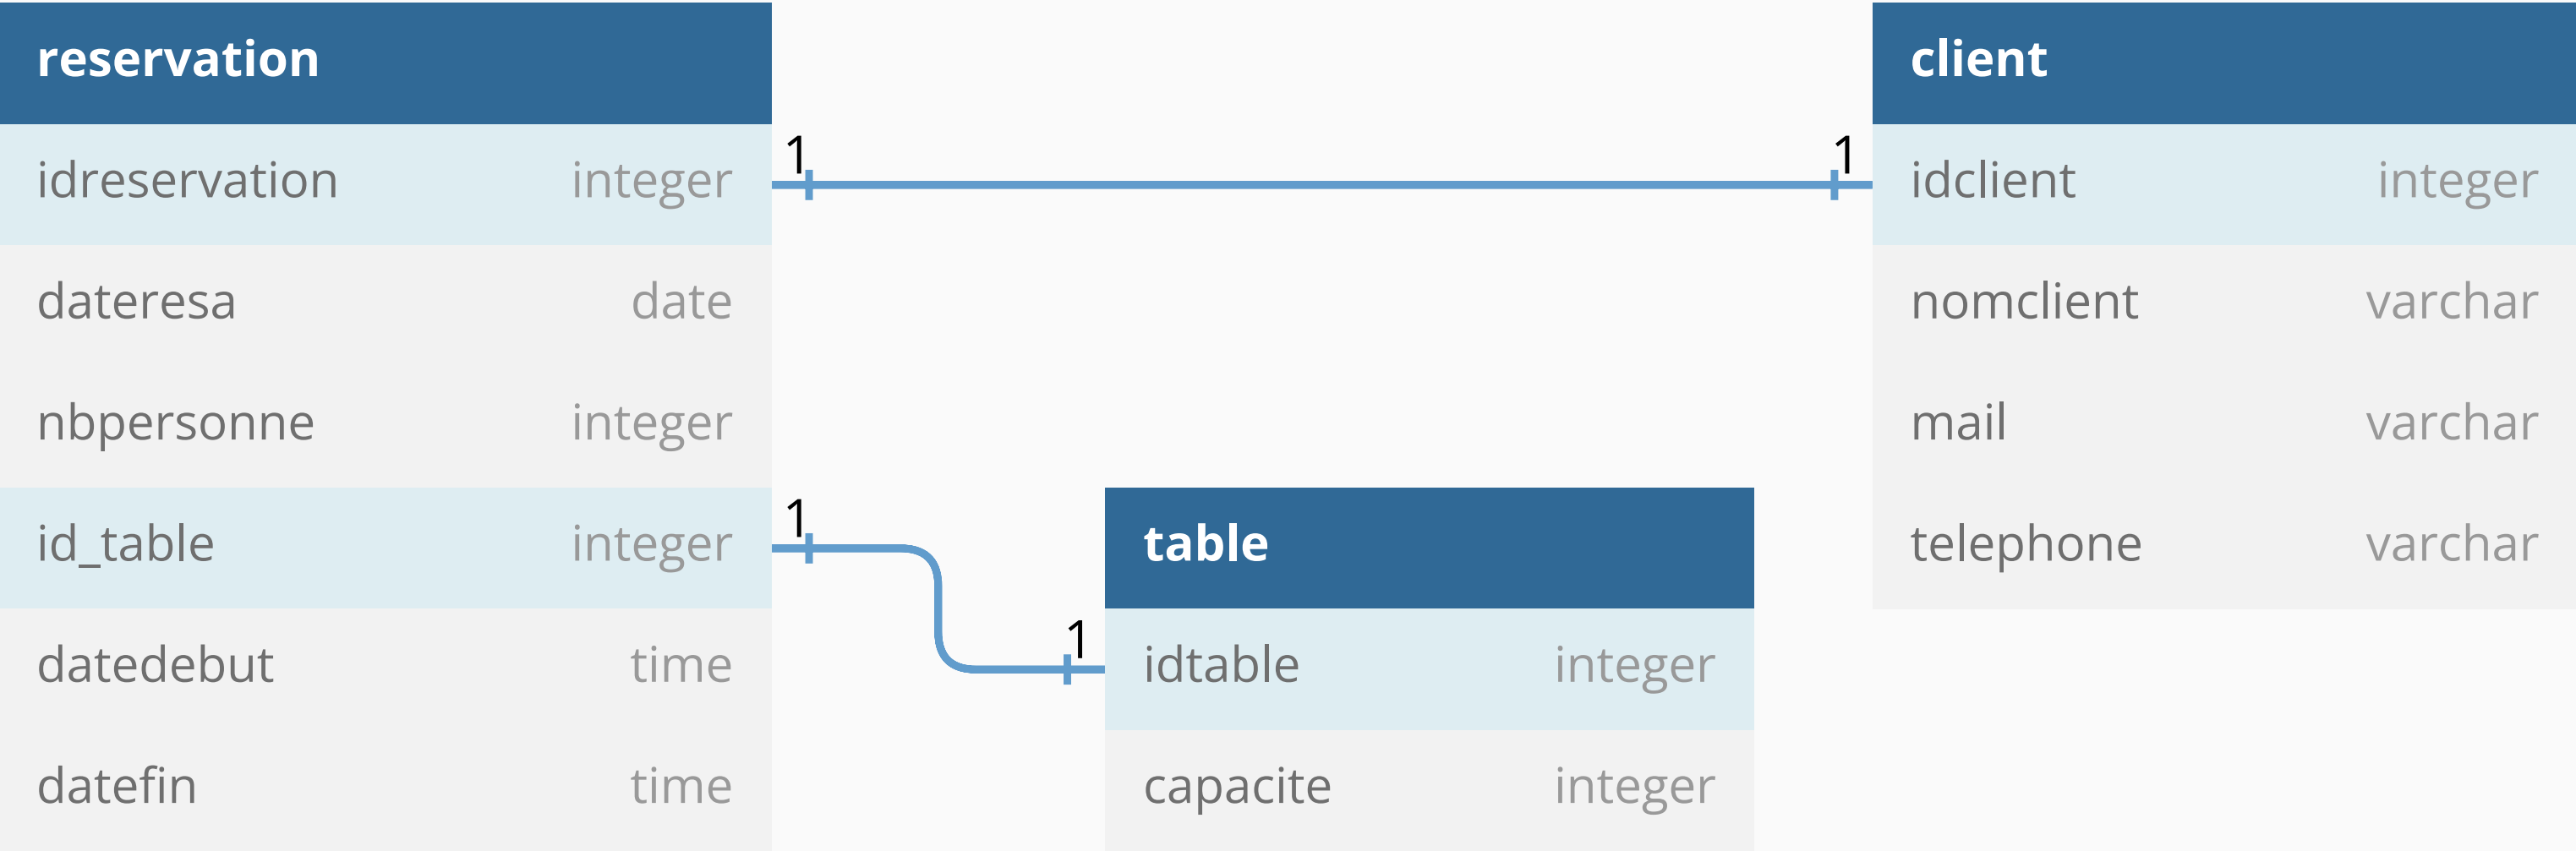 reservation
idreservation integer
dateresa date
nbpersonne integer
id_table integer
datedebut time
datefin time
1 1
1
1
client
idclient integer
nomclient varchar
mail varchar
telephone varchar
table
idtable integer
capacite integer